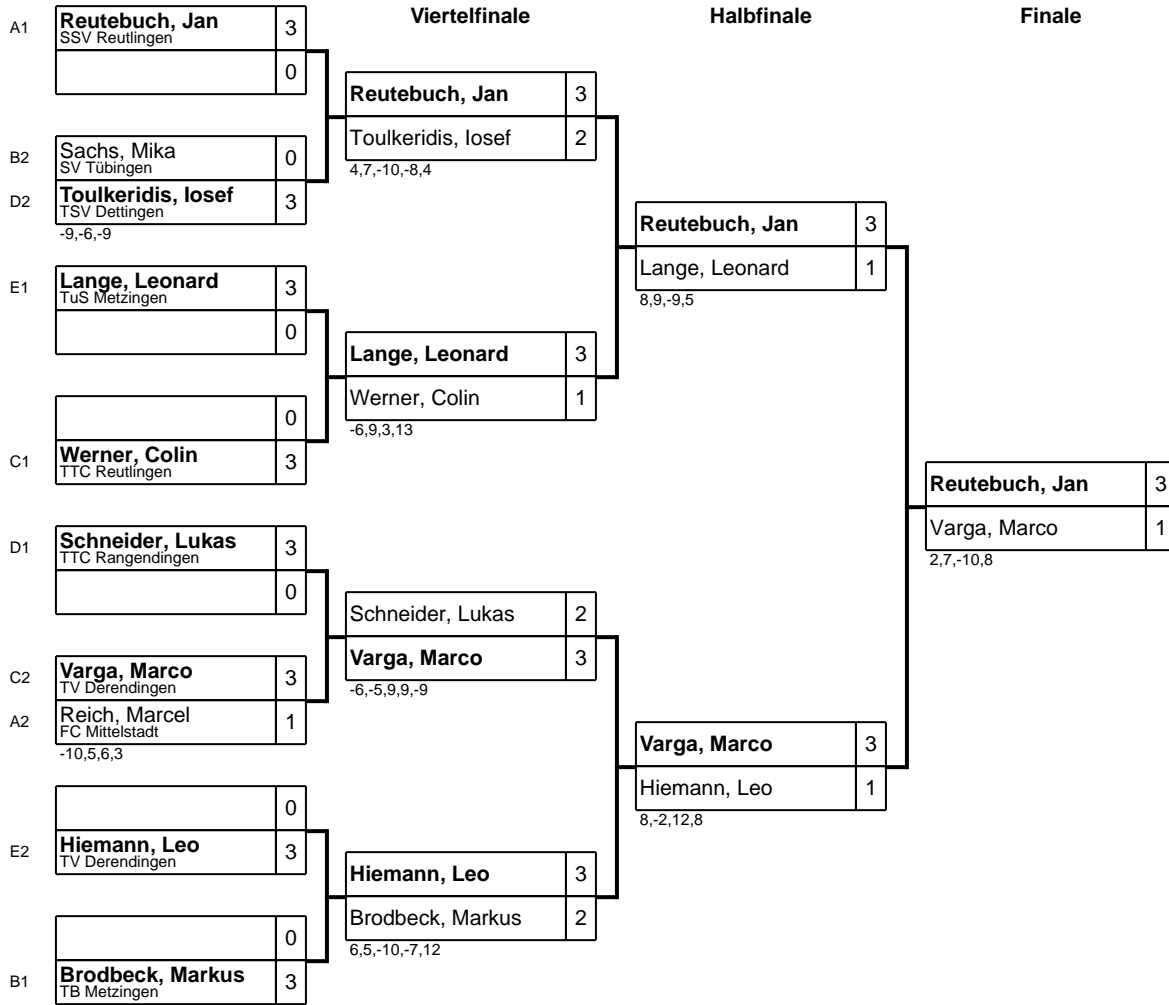 Viertelfinale
Halbfinale
Finale
A1
Reutebuch, Jan 3
SSV Reutlingen
0
B2
Sachs, Mika 0
SV Tübingen
D2
Toulkeridis, Iosef 3
TSV Dettingen
-9,-6,-9
E1
Lange, Leonard 3
TuS Metzingen
0
0
C1
Werner, Colin 3
TTC Reutlingen
D1
Schneider, Lukas 3
TTC Rangendingen
0
C2
Varga, Marco 3
TV Derendingen
A2
Reich, Marcel 1
FC Mittelstadt
-10,5,6,3
0
E2
Hiemann, Leo 3
TV Derendingen
0
B1
Brodbeck, Markus 3
TB Metzingen
Reutebuch, Jan 3
Toulkeridis, Iosef 2
4,7,-10,-8,4
Lange, Leonard 3
Werner, Colin 1
-6,9,3,13
Schneider, Lukas 2
Varga, Marco 3
-6,-5,9,9,-9
Hiemann, Leo 3
Brodbeck, Markus 2
6,5,-10,-7,12
Reutebuch, Jan 3
Lange, Leonard 1
8,9,-9,5
Varga, Marco 3
Hiemann, Leo 1
8,-2,12,8
Reutebuch, Jan 3
Varga, Marco 1
2,7,-10,8